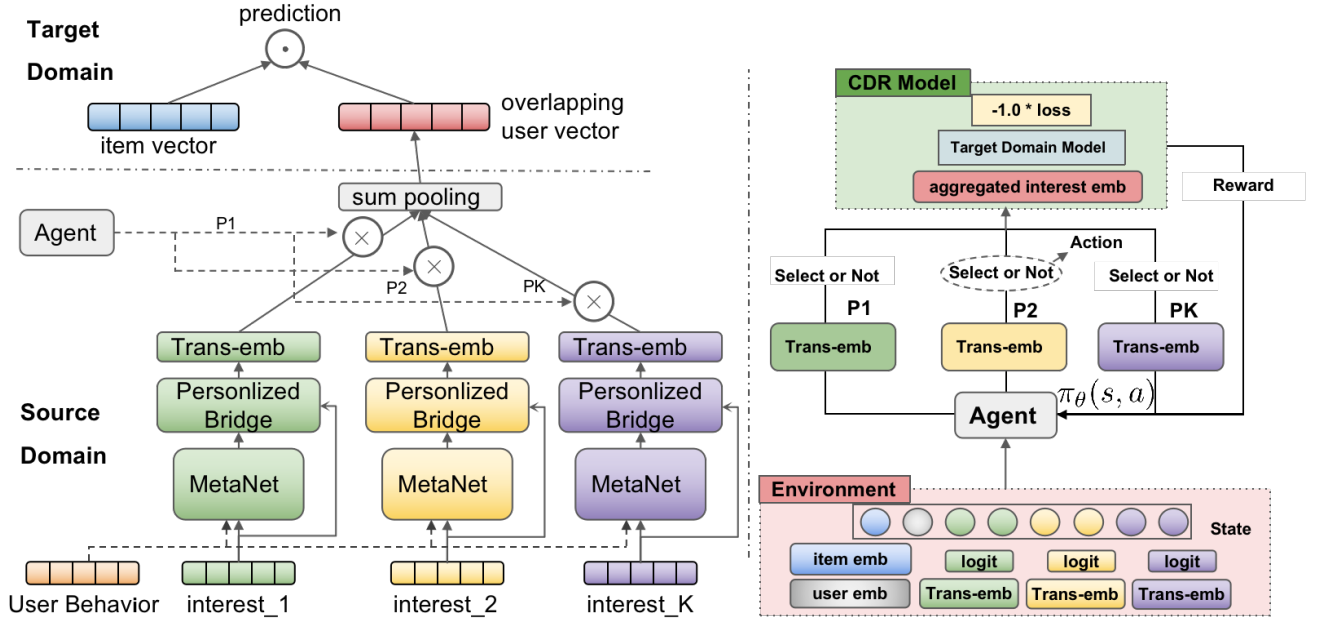 Target
Domain
prediction
item vector
overlapping
user vector
sum pooling
Agent
P1
P2
PK
Trans-emb
Trans-emb
Trans-emb
Personlized
Bridge
Personlized
Bridge
Personlized
Bridge
Source
Domain
MetaNet
MetaNet
MetaNet
User Behavior
interest_1
interest_2
interest_K
CDR Model
-1.0 * loss
Target Domain Model
aggregated interest emb
Reward
Action
Select or Not
Select or Not
Select or Not
P1
P2
PK
Trans-emb
Trans-emb
Trans-emb
Agent
πθ(s, a)
Environment
State
item emb
logit
logit
logit
user emb
Trans-emb
Trans-emb
Trans-emb